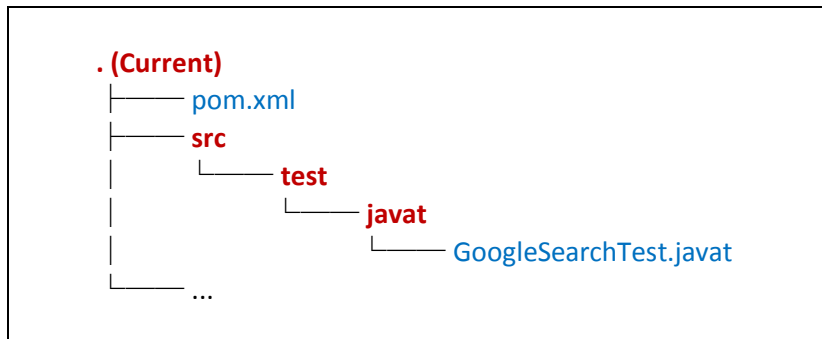 . (Current)
pom.xml
src
test
javat
GoogleSearchTest.javat
...